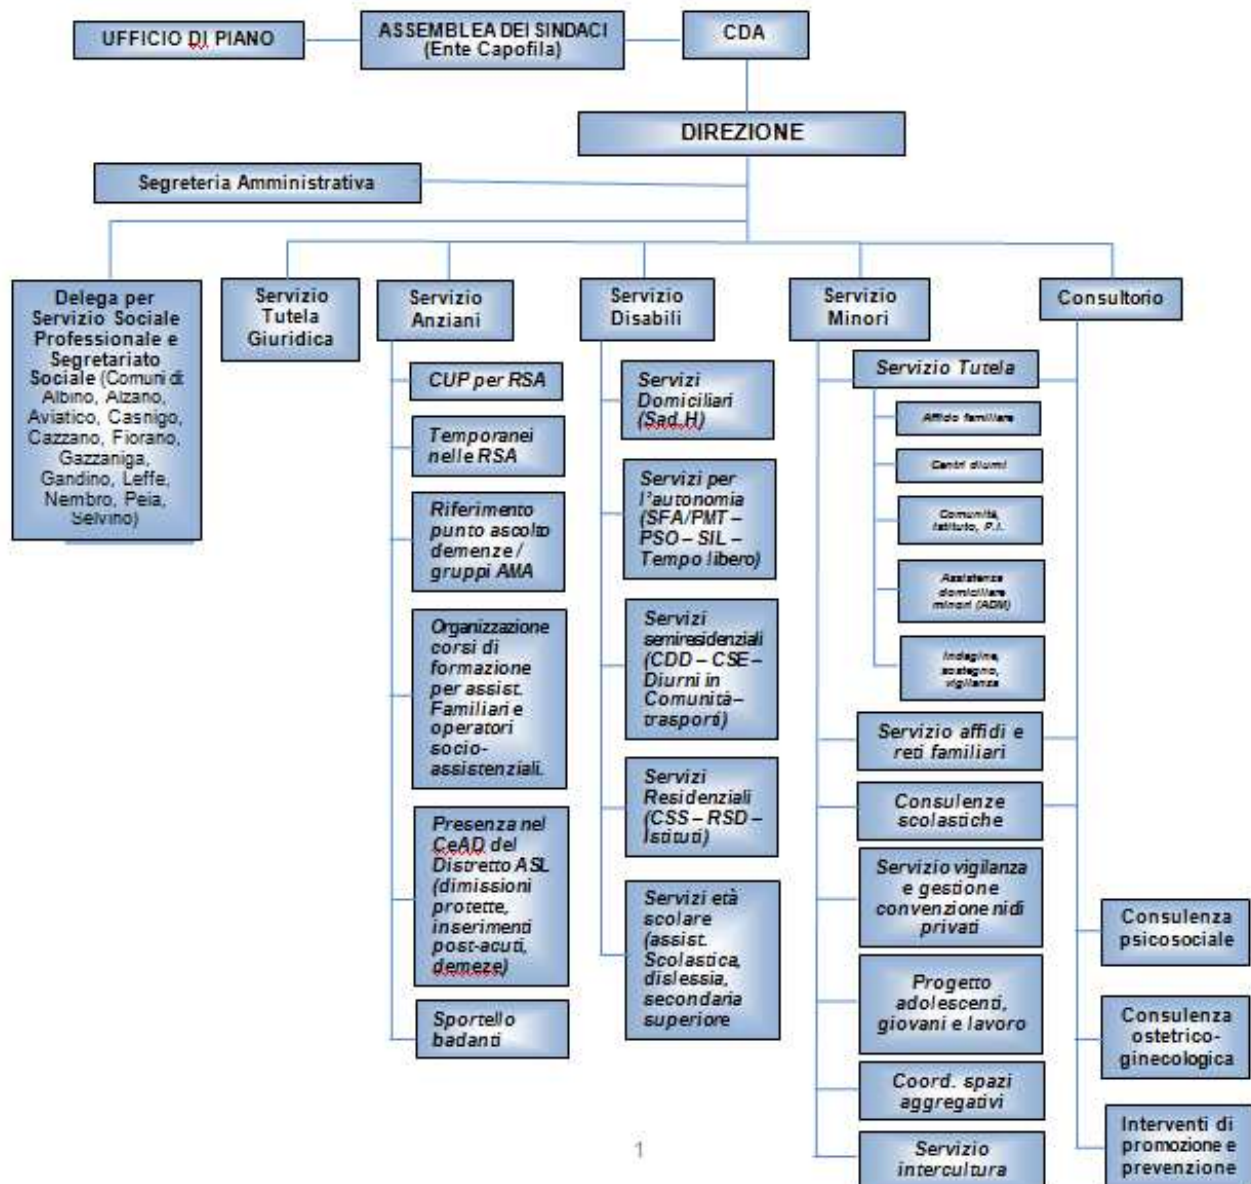 UFFICIO DI PIANO
ASSEMBLEA DEI SINDACI
(Ente Capofila)
CDA
DIREZIONE
Segreteria Amministrativa
Delega per
Servizio Sociale
Professionale e
Segretariato
Sociale (Comuni di
Albino, Alzano,
Aviatico, Casnigo,
Cazzano, Fiorano,
Gazzaniga,
Gandino, Leffe,
Nembro, Peia,
Selvino)
Servizio
Tutela
Giuridica
Servizio
Anziani
CUP per RSA
Temporanei
nelle RSA
Riferimento
punto ascolto
demenze /
gruppi AMA
Organizzazione
corsi di
formazione
per assist.
Familiari e
operatori
socio-
assistenziali.
Presenza nel
CeAD del
Distretto ASL
(dimissioni
protette,
inserimenti
post-acuti,
demeze)
Sportello
badanti
Servizio
Disabili
Servizi
Domiciliari
(Sad.H)
Servizi per
l'autonomia
(SFA/PMT –
PSO – SIL –
Tempo libero)
Servizi
semiresidenziali
(CDD – CSE –
Diurni in
Comunità–
trasporti)
Servizi
Residenziali
(CSS – RSD –
Istituti)
Servizi età
scolare
(assist.
Scolastica,
dislessia,
secondaria
superiore
Servizio
Minori
Servizio Tutela
Affido familiare
Centri diurni
Comunità,
Istituto, P.I.
Assistenza
domiciliare
minori (ADM)
Indagine,
sostegno,
vigilanza
Servizio affidi e
reti familiari
Consulenze
scolastiche
Servizio vigilanza
e gestione
convenzione nidi
privati
Progetto
adolescenti,
giovani e lavoro
Coord. spazi
aggregativi
Servizio
intercultura
Consultorio
Consulenza
psicosociale
Consulenza
ostetrico-
ginecologica
Interventi di
promozione e
prevenzione
1